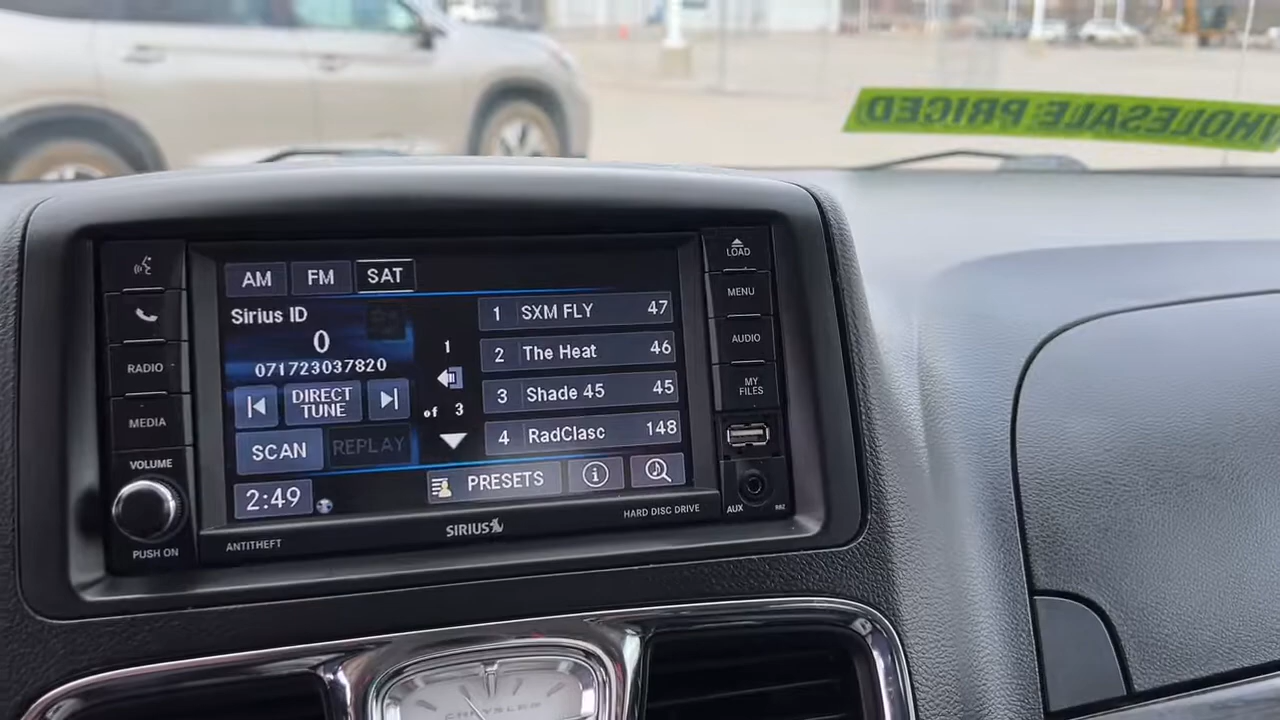 WHOLESALE PRICED
AM FM SAT
Sirius ID
0
071723037820
DIRECT
TUNE
SCAN
REPLAY
2:49
1
of 3
1 SXM FLY 47
2 The Heat 46
3 Shade 45 45
4 RadClasc 148
PRESETS
RADIO
MEDIA
VOLUME
PUSH ON
LOAD
MENU
AUDIO
MY
FILES
AUX
RBZ
ANTITHEFT
SIRIUS
HARD DISC DRIVE
CHRYSLER